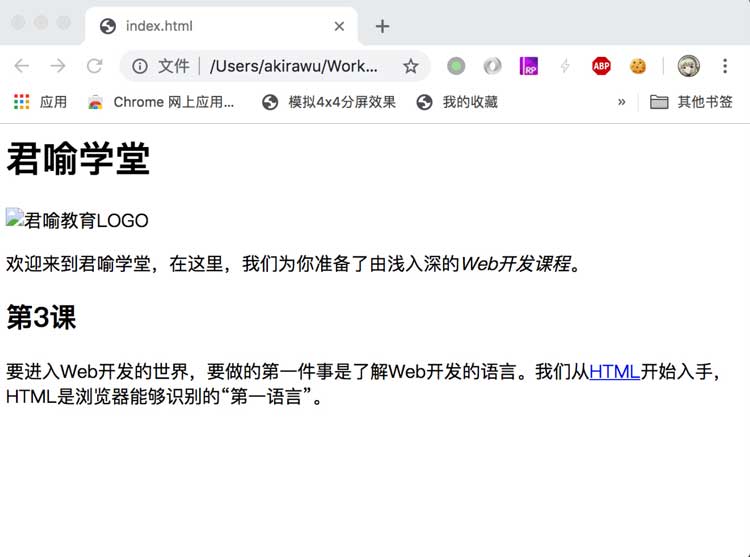 index.html
文件 | /Users/akirawu/Work...
RP
ABP
应用 Chrome 网上应用... 模拟4x4分屏效果 我的收藏 » 其他书签
君喻学堂
君喻教育LOGO
欢迎来到君喻学堂，在这里，我们为你准备了由浅入深的Web开发课程。
第3课
要进入Web开发的世界，要做的第一件事是了解Web开发的语言。我们从HTML开始入手，
HTML是浏览器能够识别的“第一语言”。